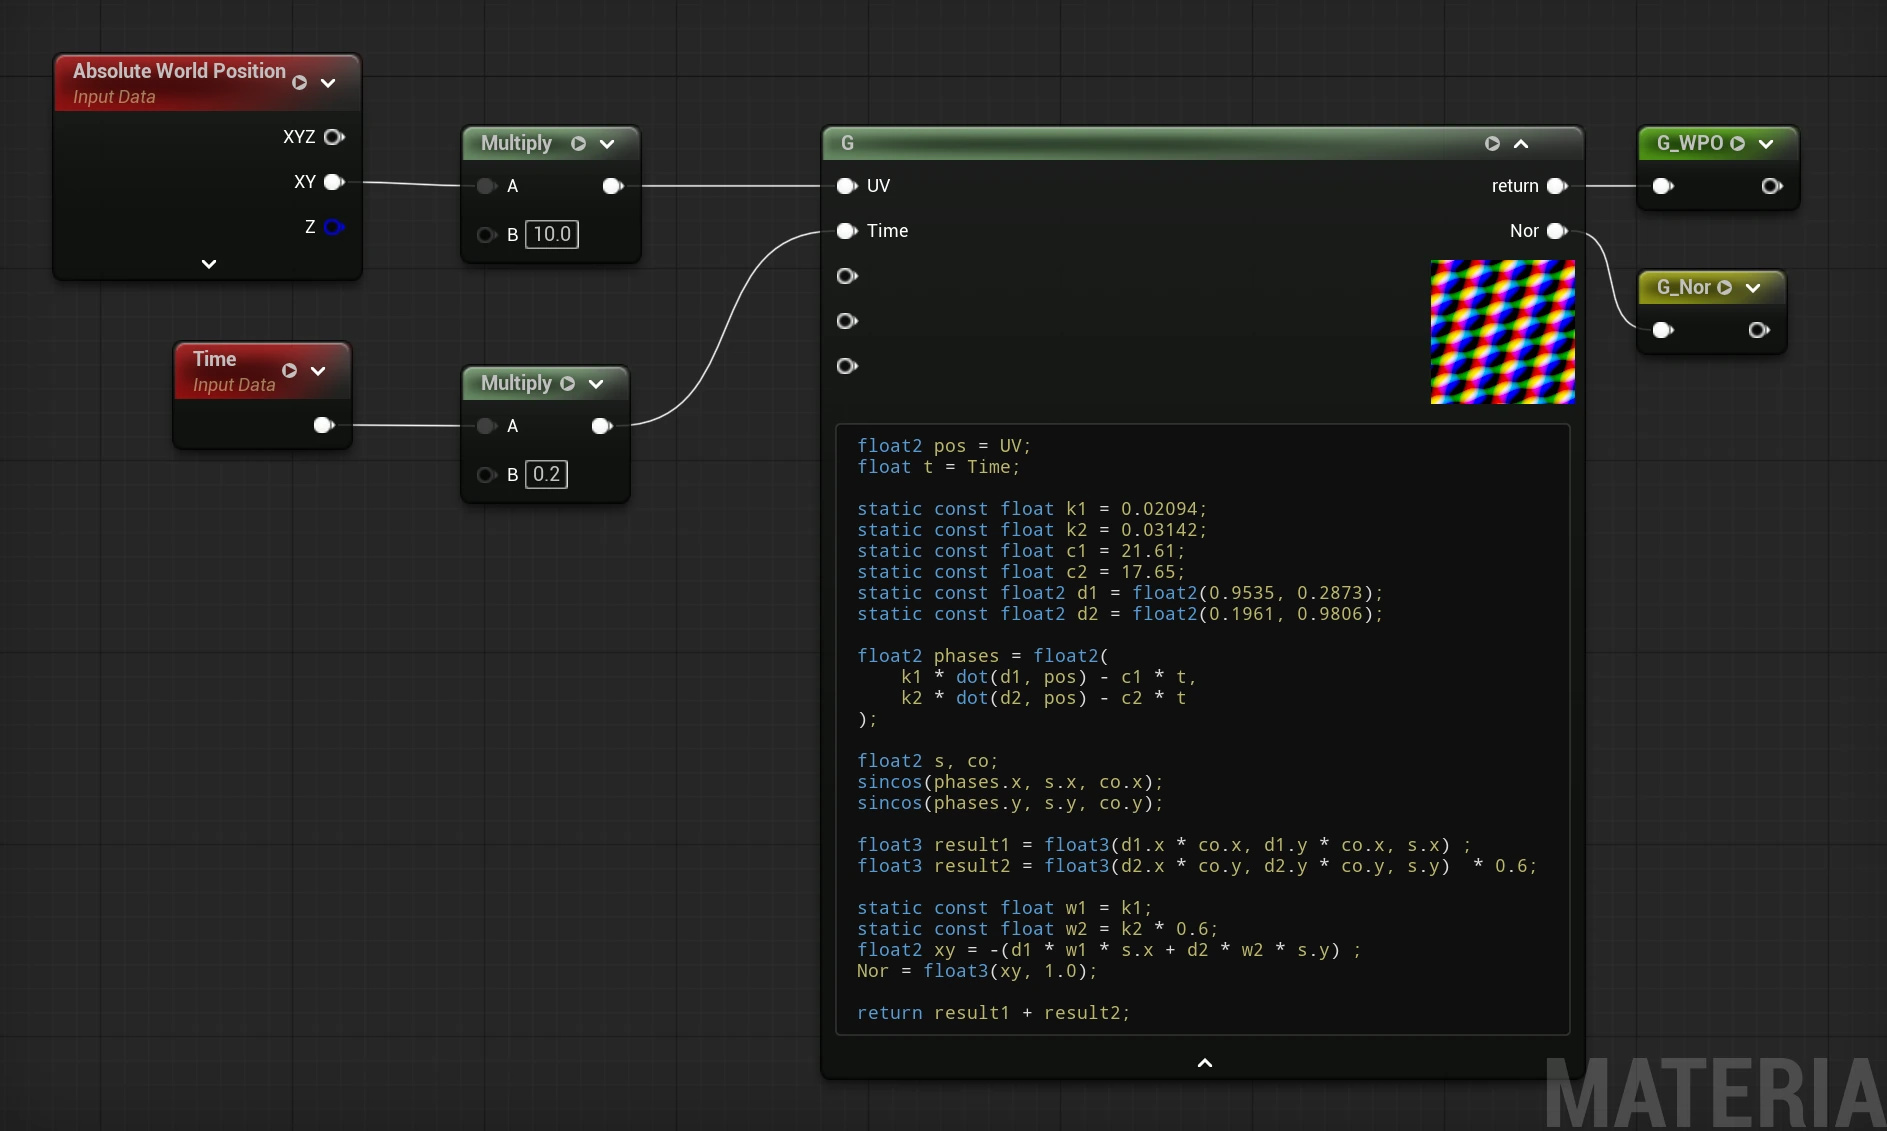 Absolute World Position
Input Data
XYZ
XY
Z
Time
Input Data
Multiply
A
B 10.0
Multiply
A
B 0.2
G
UV
Time
return
Nor
float2 pos = UV;
float t = Time;
static const float k1 = 0.02094;
static const float k2 = 0.03142;
static const float c1 = 21.61;
static const float c2 = 17.65;
static const float2 d1 = float2(0.9535, 0.2873);
static const float2 d2 = float2(0.1961, 0.9806);
float2 phases = float2(
    k1 * dot(d1, pos) - c1 * t,
    k2 * dot(d2, pos) - c2 * t
);
float2 s, co;
sincos(phases.x, s.x, co.x);
sincos(phases.y, s.y, co.y);
float3 result1 = float3(d1.x * co.x, d1.y * co.x, s.x) ;
float3 result2 = float3(d2.x * co.y, d2.y * co.y, s.y)  * 0.6;
static const float w1 = k1;
static const float w2 = k2 * 0.6;
float2 xy = -(d1 * w1 * s.x + d2 * w2 * s.y) ;
Nor = float3(xy, 1.0);
return result1 + result2;
G_WPO
G_Nor
MATERIA